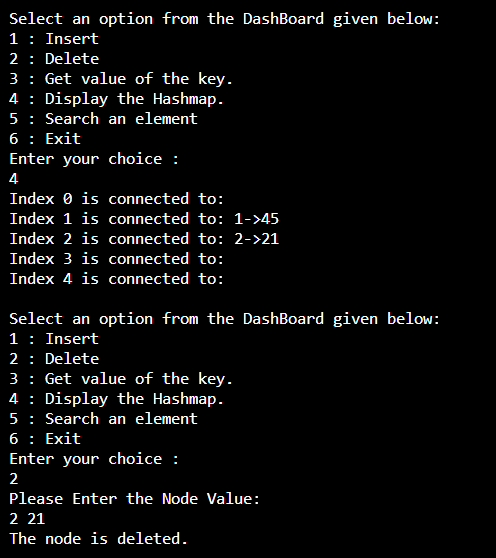 Select an option from the DashBoard given below:
1 : Insert
2 : Delete
3 : Get value of the key.
4 : Display the Hashmap.
5 : Search an element
6 : Exit
Enter your choice :
4
Index 0 is connected to:
Index 1 is connected to: 1->45
Index 2 is connected to: 2->21
Index 3 is connected to:
Index 4 is connected to:
Select an option from the DashBoard given below:
1 : Insert
2 : Delete
3 : Get value of the key.
4 : Display the Hashmap.
5 : Search an element
6 : Exit
Enter your choice :
2
Please Enter the Node Value:
2 21
The node is deleted.